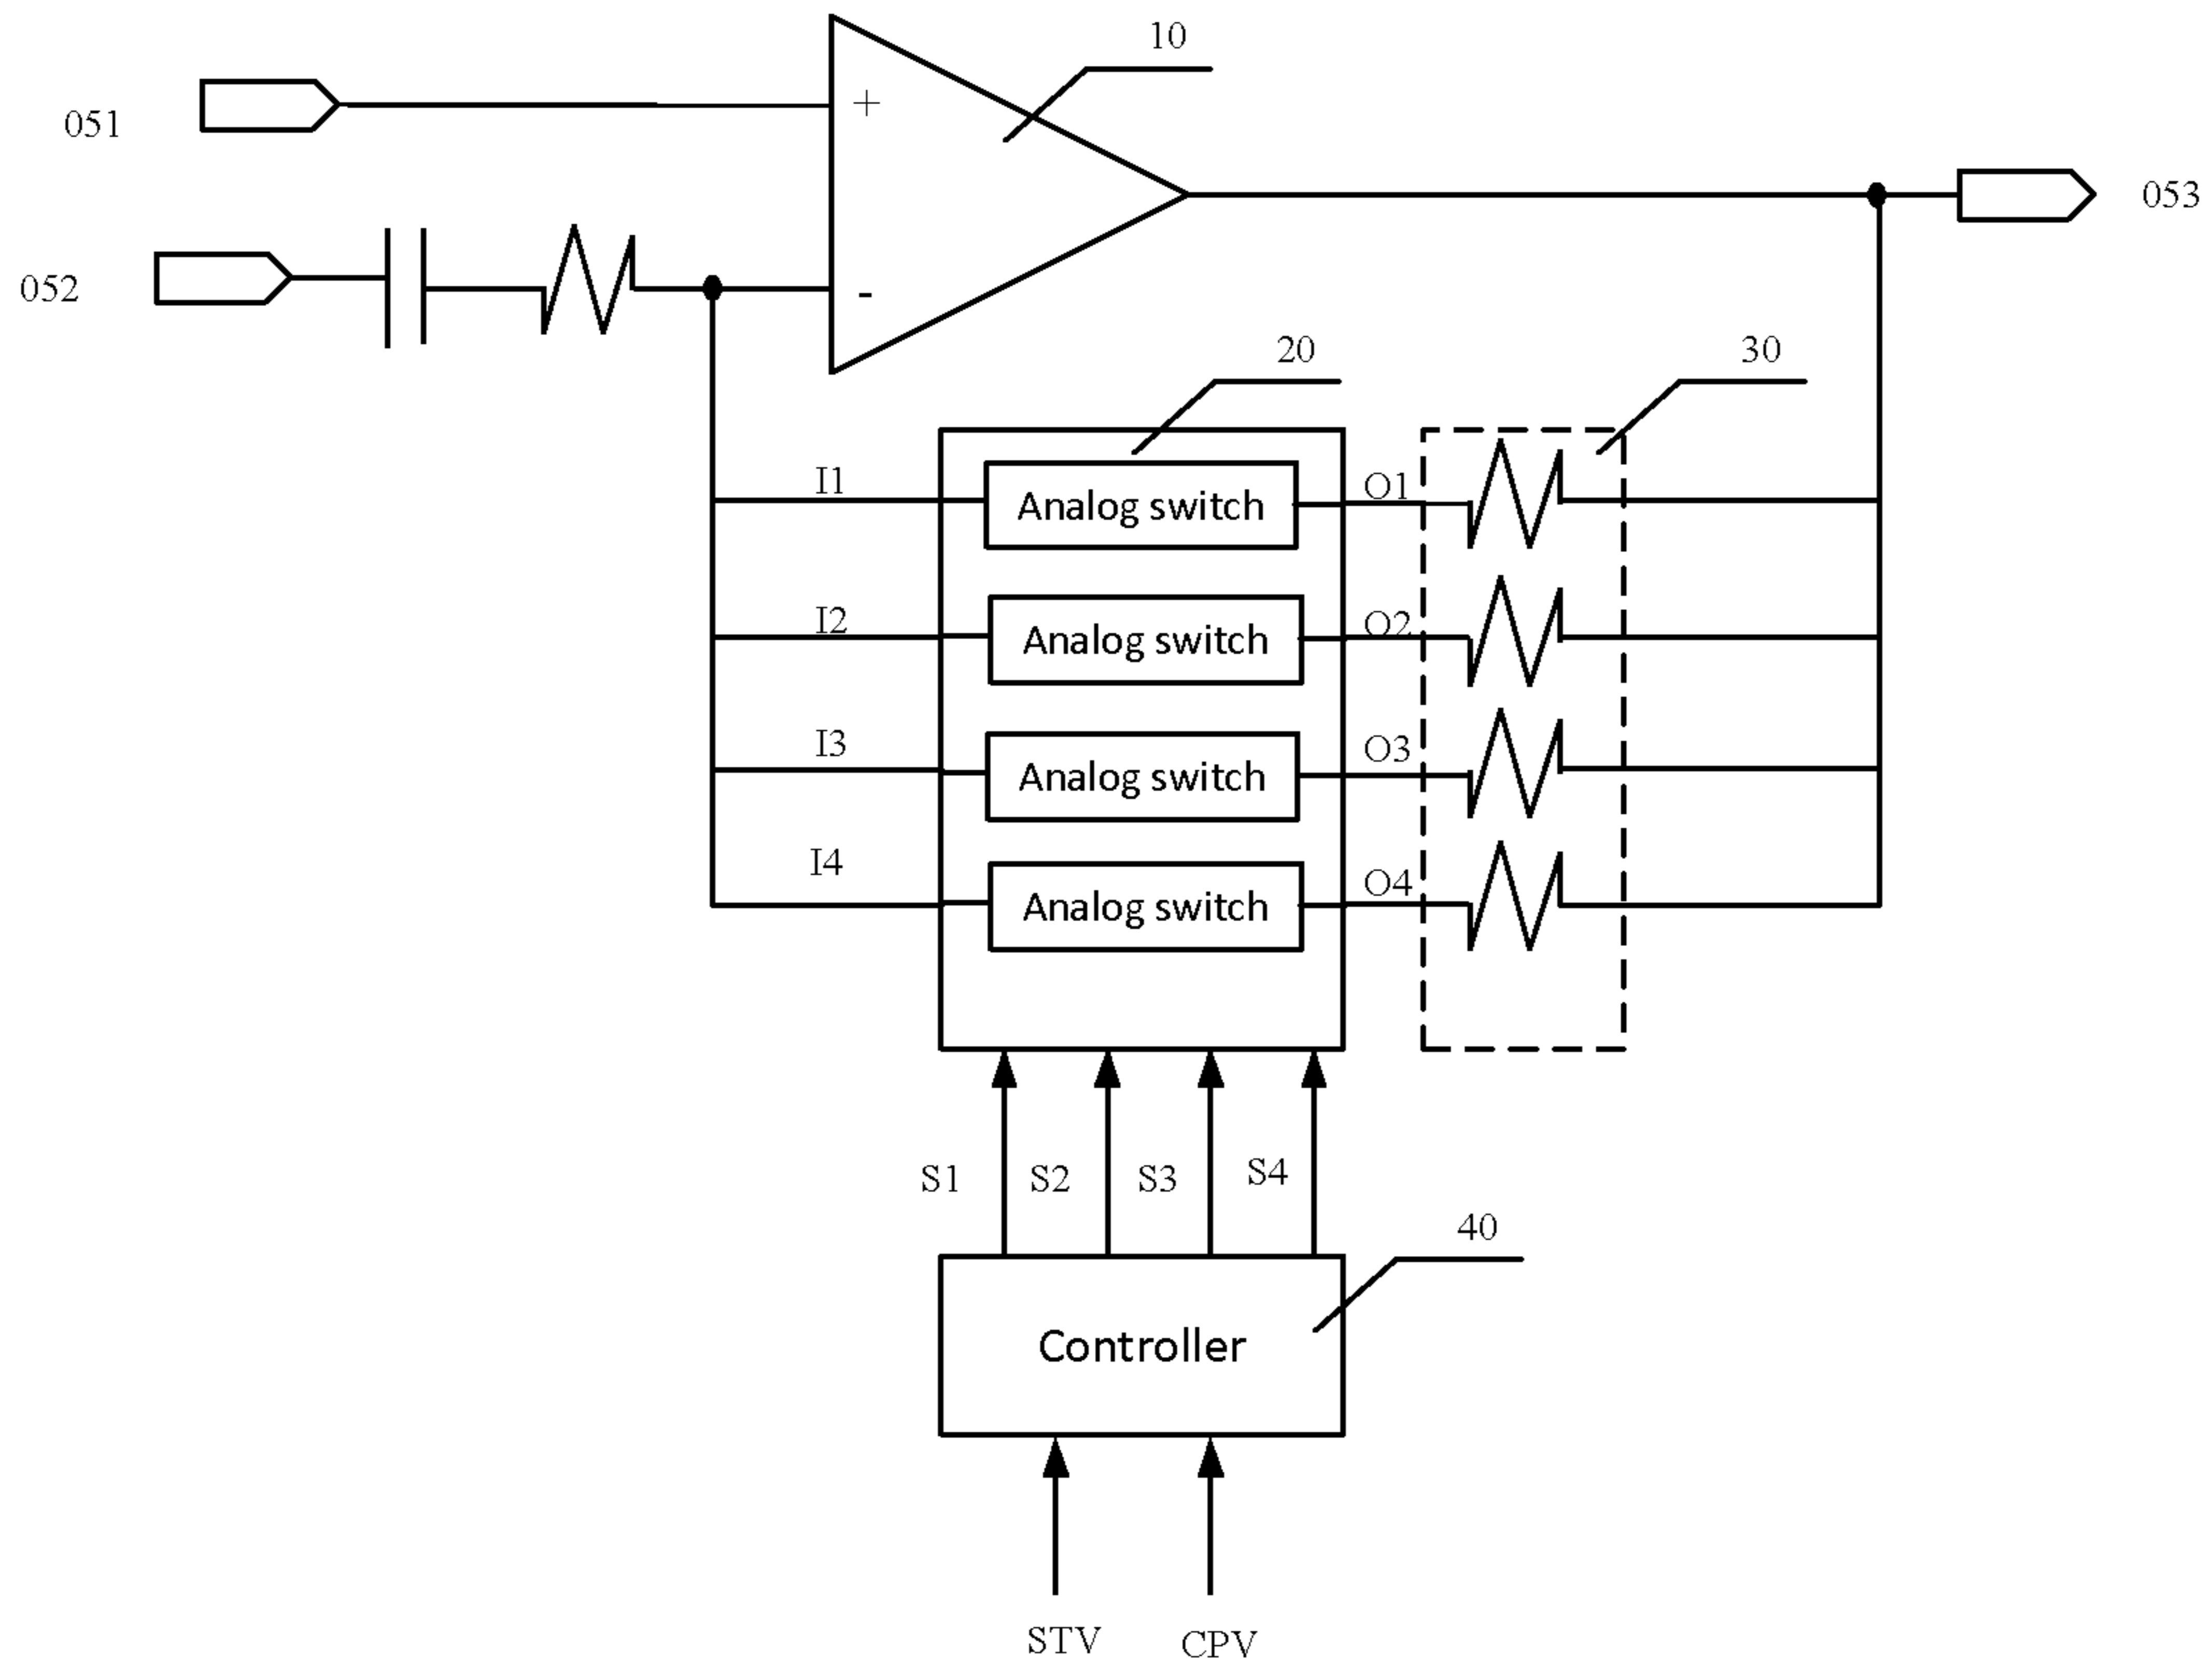 10
051
+
053
052
-
20
30
I1
Analog switch
O1
I2
Analog switch
O2
I3
Analog switch
O3
I4
Analog switch
O4
S1
S2
S3
S4
40
Controller
STV
CPV